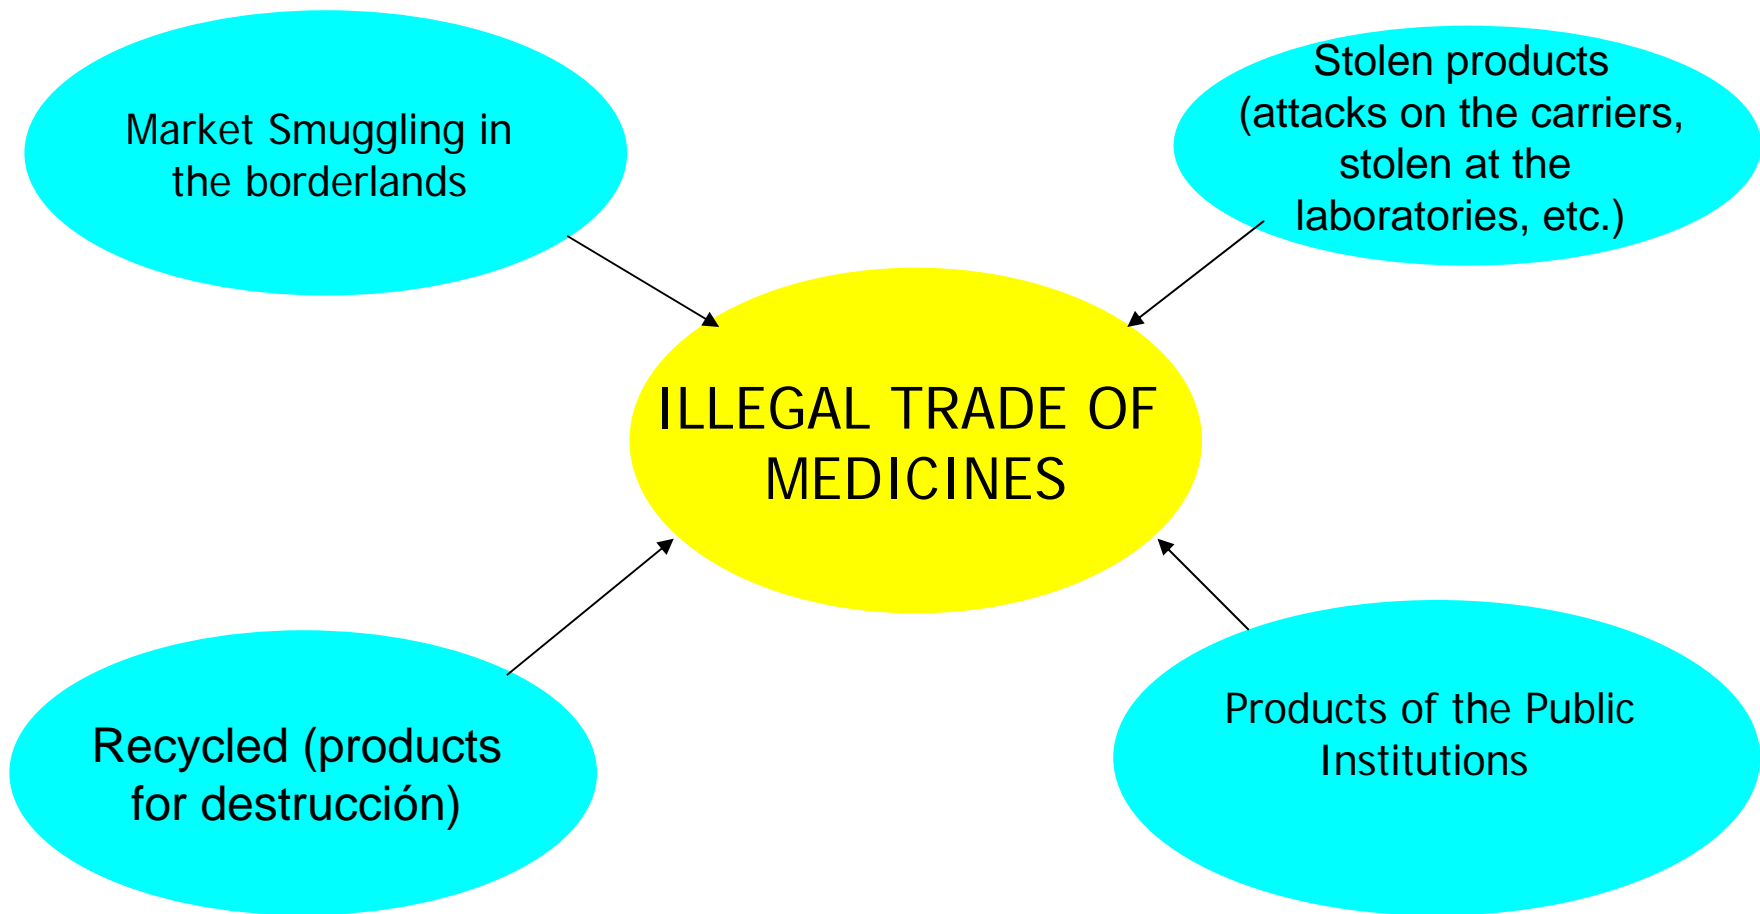 Market Smuggling in
the borderlands
Stolen products
(attacks on the carriers,
stolen at the
laboratories, etc.)
ILLEGAL TRADE OF
MEDICINES
Recycled (products
for destrucción)
Products of the Public
Institutions